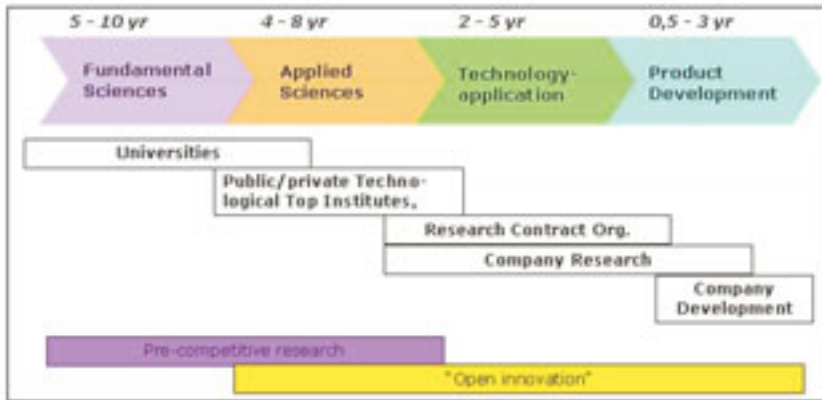 5 - 10 yr
4 - 8 yr
2 - 5 yr
0,5 - 3 yr
Fundamental
Sciences
Applied
Sciences
Technology-
application
Product
Development
Universities
Public/private Techno-
logical Top Institutes,
Research Contract Org.
Company Research
Company
Development
Pre-competitive research
"Open innovation"